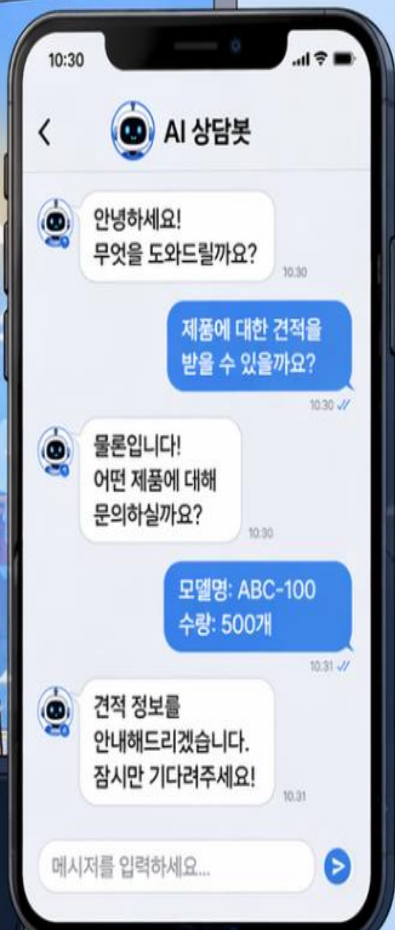 10:30
AI 상담봇
안녕하세요!
무엇을 도와드릴까요?
10.30
제품에 대한 견적을
받을 수 있을까요?
10.30
물론입니다!
어떤 제품에 대해
문의하실까요?
10:30
모델명: ABC-100
수량: 500개
10.31
견적 정보를
안내해드리겠습니다.
잠시만 기다려주세요!
10.31
메시저를 입력하세요...